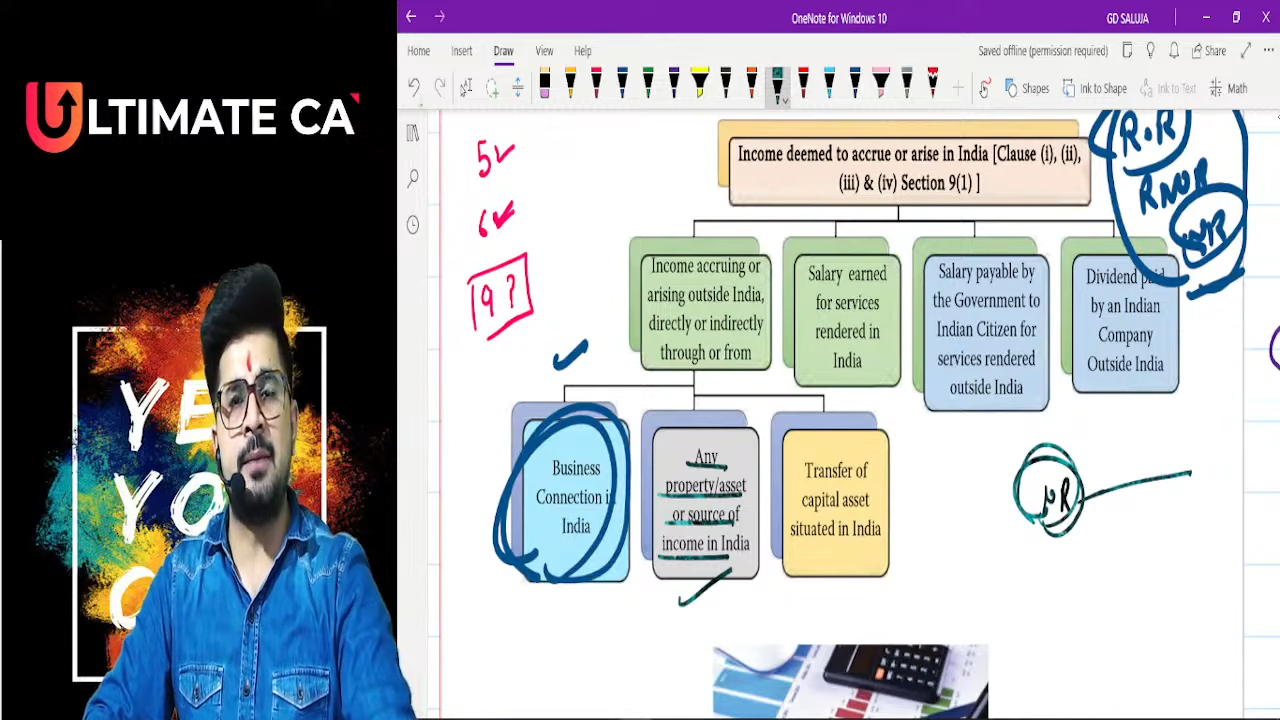 OneNote for Windows 10
GD SALUJA
Home
Insert
Draw
View
Help
Saved offline (permission required)
Share
Shapes
Ink to Shape
Ink to Text
Math
ULTIMATE CA
YE
YO
5✓
6✓
9 ?
Income deemed to accrue or arise in India [Clause (i), (ii),
(iii) & (iv) Section 9(1) ]
R.R
RNOR
NR
Income accruing or
arising outside India,
directly or indirectly
through or from
Salary earned
for services
rendered in
India
Salary payable by
the Government to
Indian Citizen for
services rendered
outside India
Dividend paid
by an Indian
Company
Outside India
Business
Connection in
India
Any
property/asset
or source of
income in India
Transfer of
capital asset
situated in India
NR